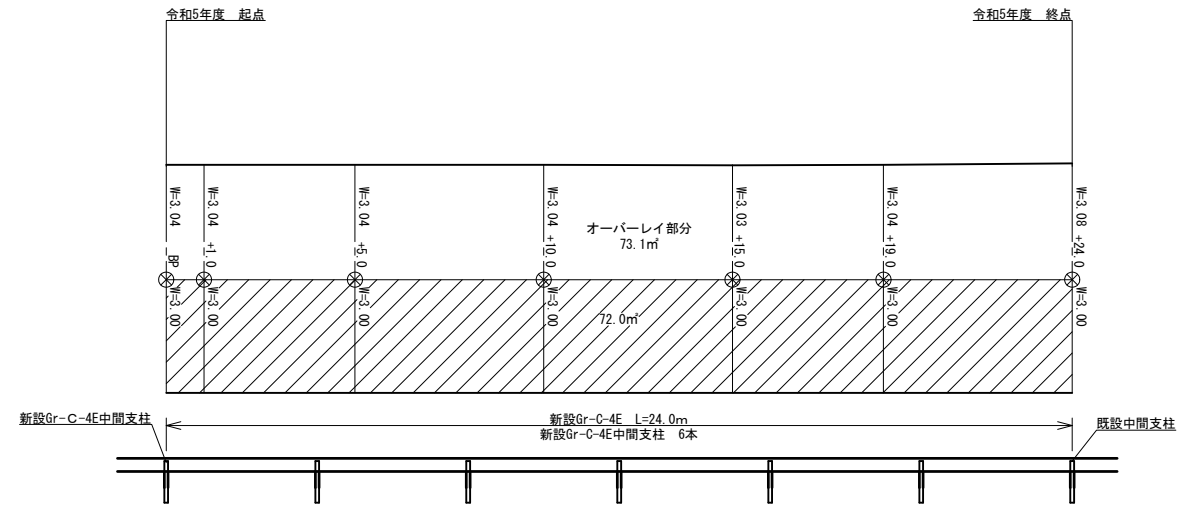 令和5年度　起点
令和5年度　終点
W=3.04　BP　W=3.00
W=3.04　+1.0　W=3.00
W=3.04　+5.0　W=3.00
W=3.04　+10.0　W=3.00
オーバーレイ部分
73.1㎡
W=3.03　+15.0　W=3.00
W=3.04　+19.0　W=3.00
W=3.08　+24.0　W=3.00
72.0㎡
新設Gr-C-4E中間支柱
新設Gr-C-4E　L=24.0m
新設Gr-C-4E中間支柱　6本
既設中間支柱